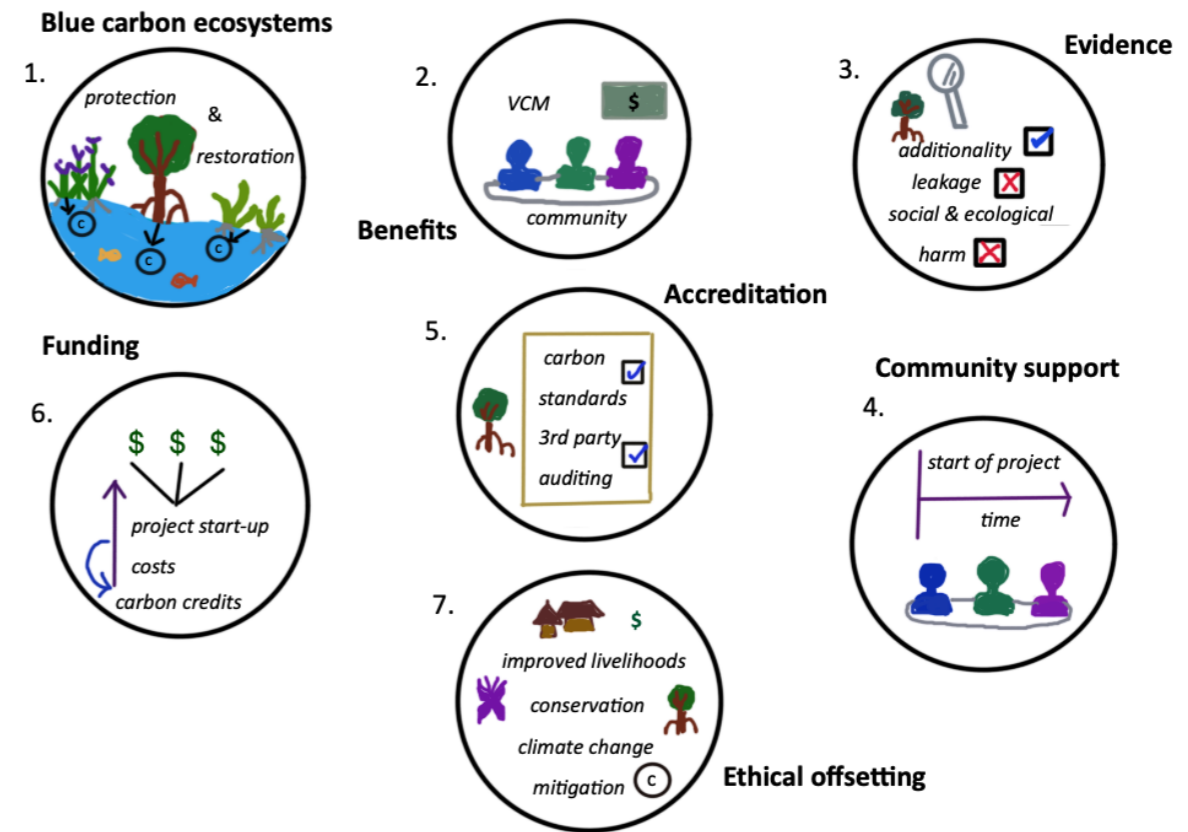 Blue carbon ecosystems
1.
protection
&
restoration
C
C
C
2.
VCM
$
community
Benefits
Evidence
3.
additionality
leakage
social & ecological
harm
Community support
4.
start of project
time
Accreditation
5.
carbon
standards
3rd party
auditing
Funding
6.
$ $ $
project start-up
costs
carbon credits
7.
$
improved livelihoods
conservation
climate change
mitigation C
Ethical offsetting